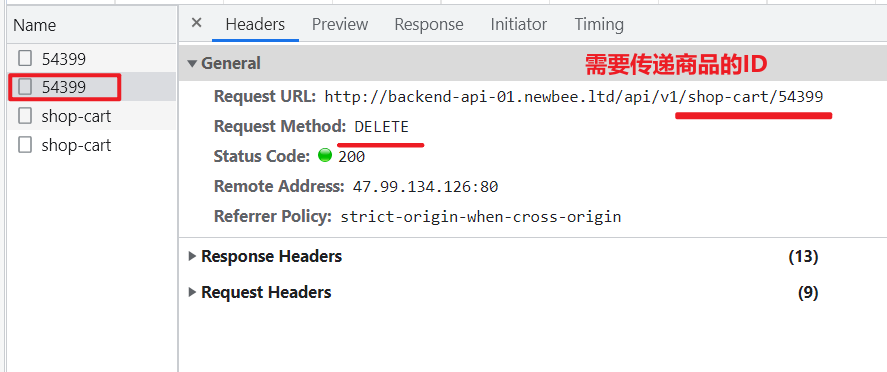 Name
54399
54399
shop-cart
shop-cart
× Headers Preview Response Initiator Timing
▼ General
需要传递商品的ID
Request URL: http://backend-api-01.newbee.ltd/api/v1/shop-cart/54399
Request Method: DELETE
Status Code: 200
Remote Address: 47.99.134.126:80
Referrer Policy: strict-origin-when-cross-origin
▶ Response Headers (13)
▶ Request Headers (9)